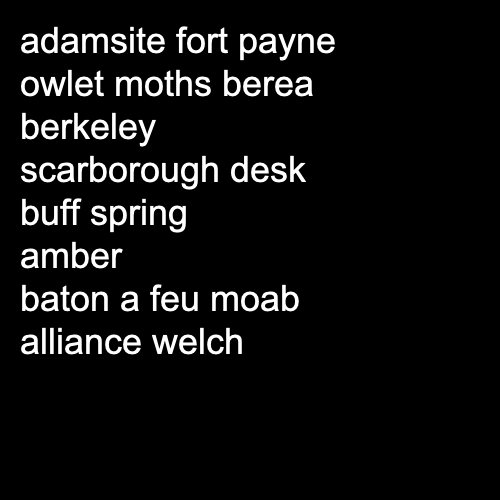 adamsite fort payne
owlet moths berea
berkeley
scarborough desk
buff spring
amber
baton a feu moab
alliance welch